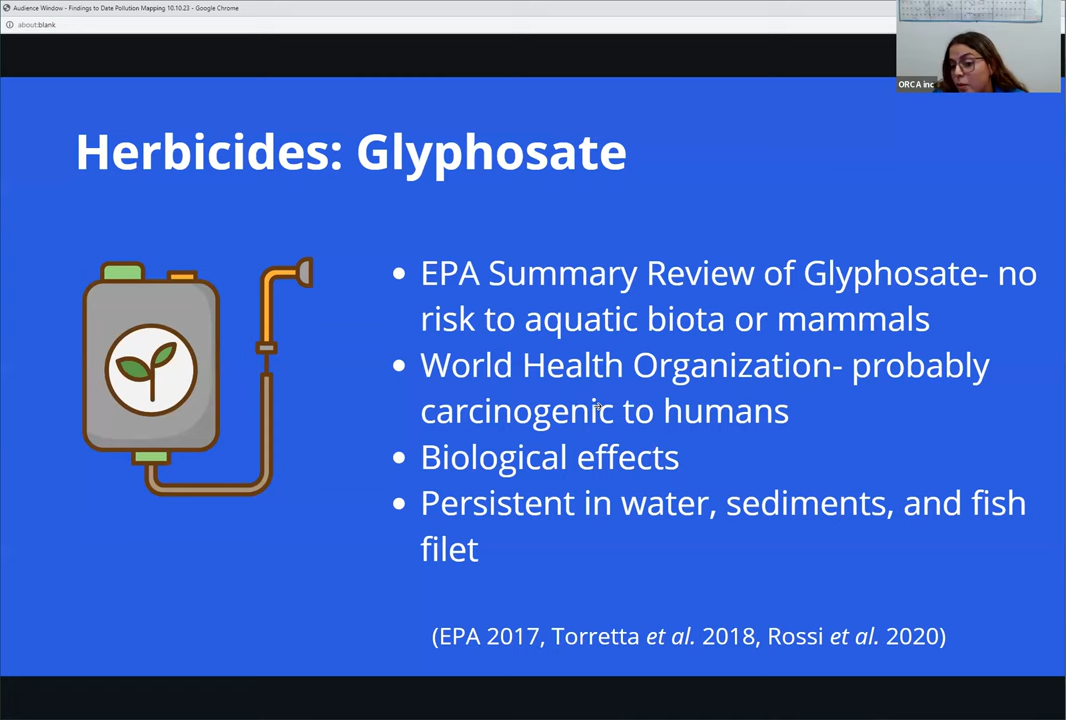 Audience Window - Findings to Date Pollution Mapping 10.10.23 - Google Chrome
about:blank
ORCA inc
Herbicides: Glyphosate
• EPA Summary Review of Glyphosate- no
risk to aquatic biota or mammals
• World Health Organization- probably
carcinogenic to humans
• Biological effects
• Persistent in water, sediments, and fish
filet
(EPA 2017, Torretta et al. 2018, Rossi et al. 2020)